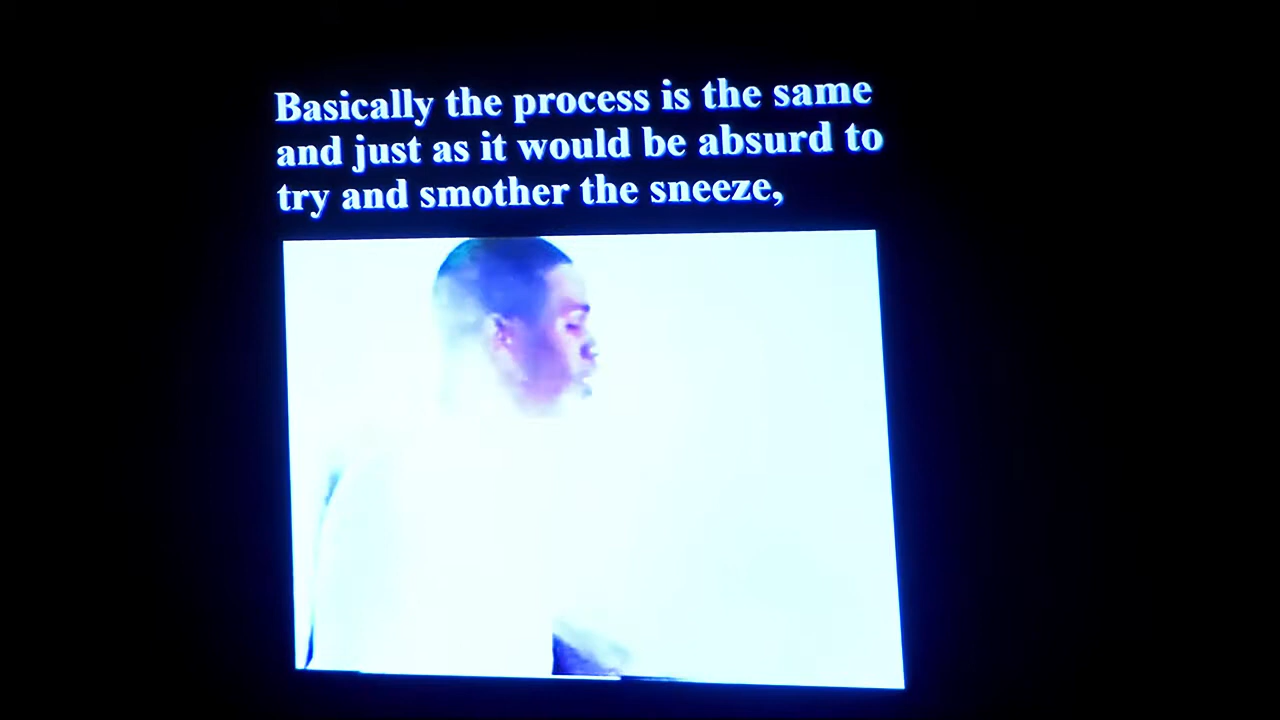 Basically the process is the same
and just as it would be absurd to
try and smother the sneeze,